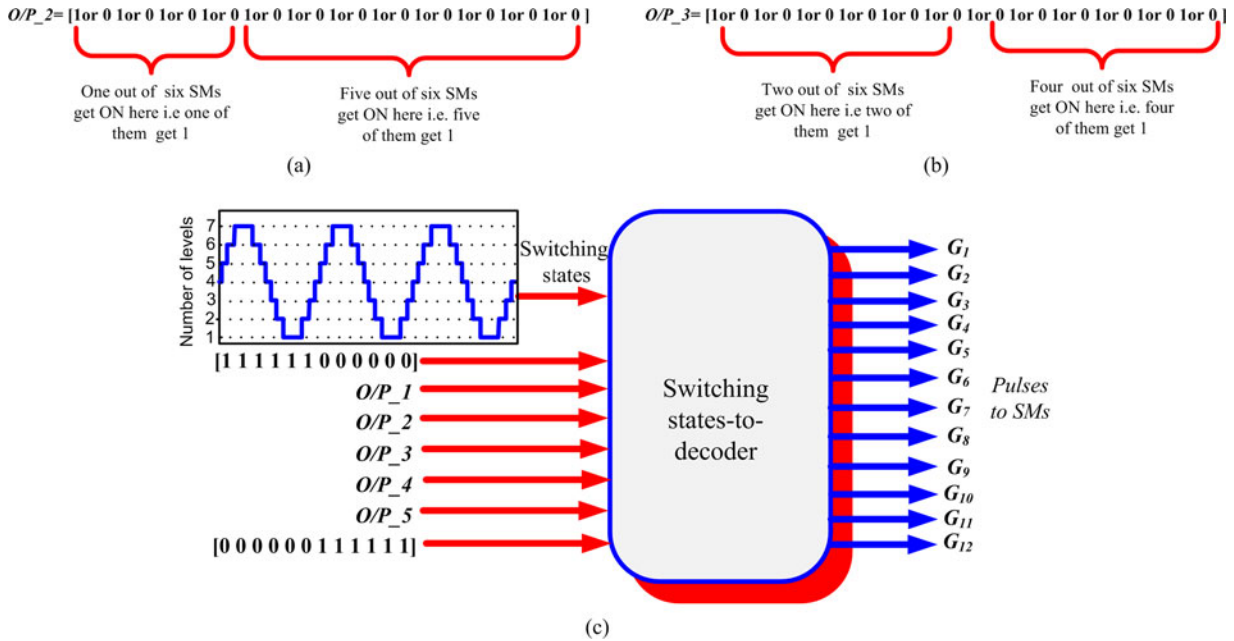 O/P_2= [1or 0 1or 0 1or 0 1or 0 1or 0 1or 0 1or 0 1or 0 1or 0 1or 0 1or 0 1or 0 ]
One out of six SMs
get ON here i.e one of
them get 1
Five out of six SMs
get ON here i.e. five
of them get 1
(a)
O/P_3= [1or 0 1or 0 1or 0 1or 0 1or 0 1or 0 1or 0 1or 0 1or 0 1or 0 1or 0 1or 0 ]
Two out of six SMs
get ON here i.e two of
them get 1
Four out of six SMs
get ON here i.e. four
of them get 1
(b)
Number of levels
7
6
5
4
3
2
1
Switching
states
[1 1 1 1 1 1 0 0 0 0 0 0]
O/P_1
O/P_2
O/P_3
O/P_4
O/P_5
[0 0 0 0 0 0 1 1 1 1 1 1]
Switching
states-to-
decoder
G1
G2
G3
G4
G5
G6
G7
G8
G9
G10
G11
G12
Pulses
to SMs
(c)